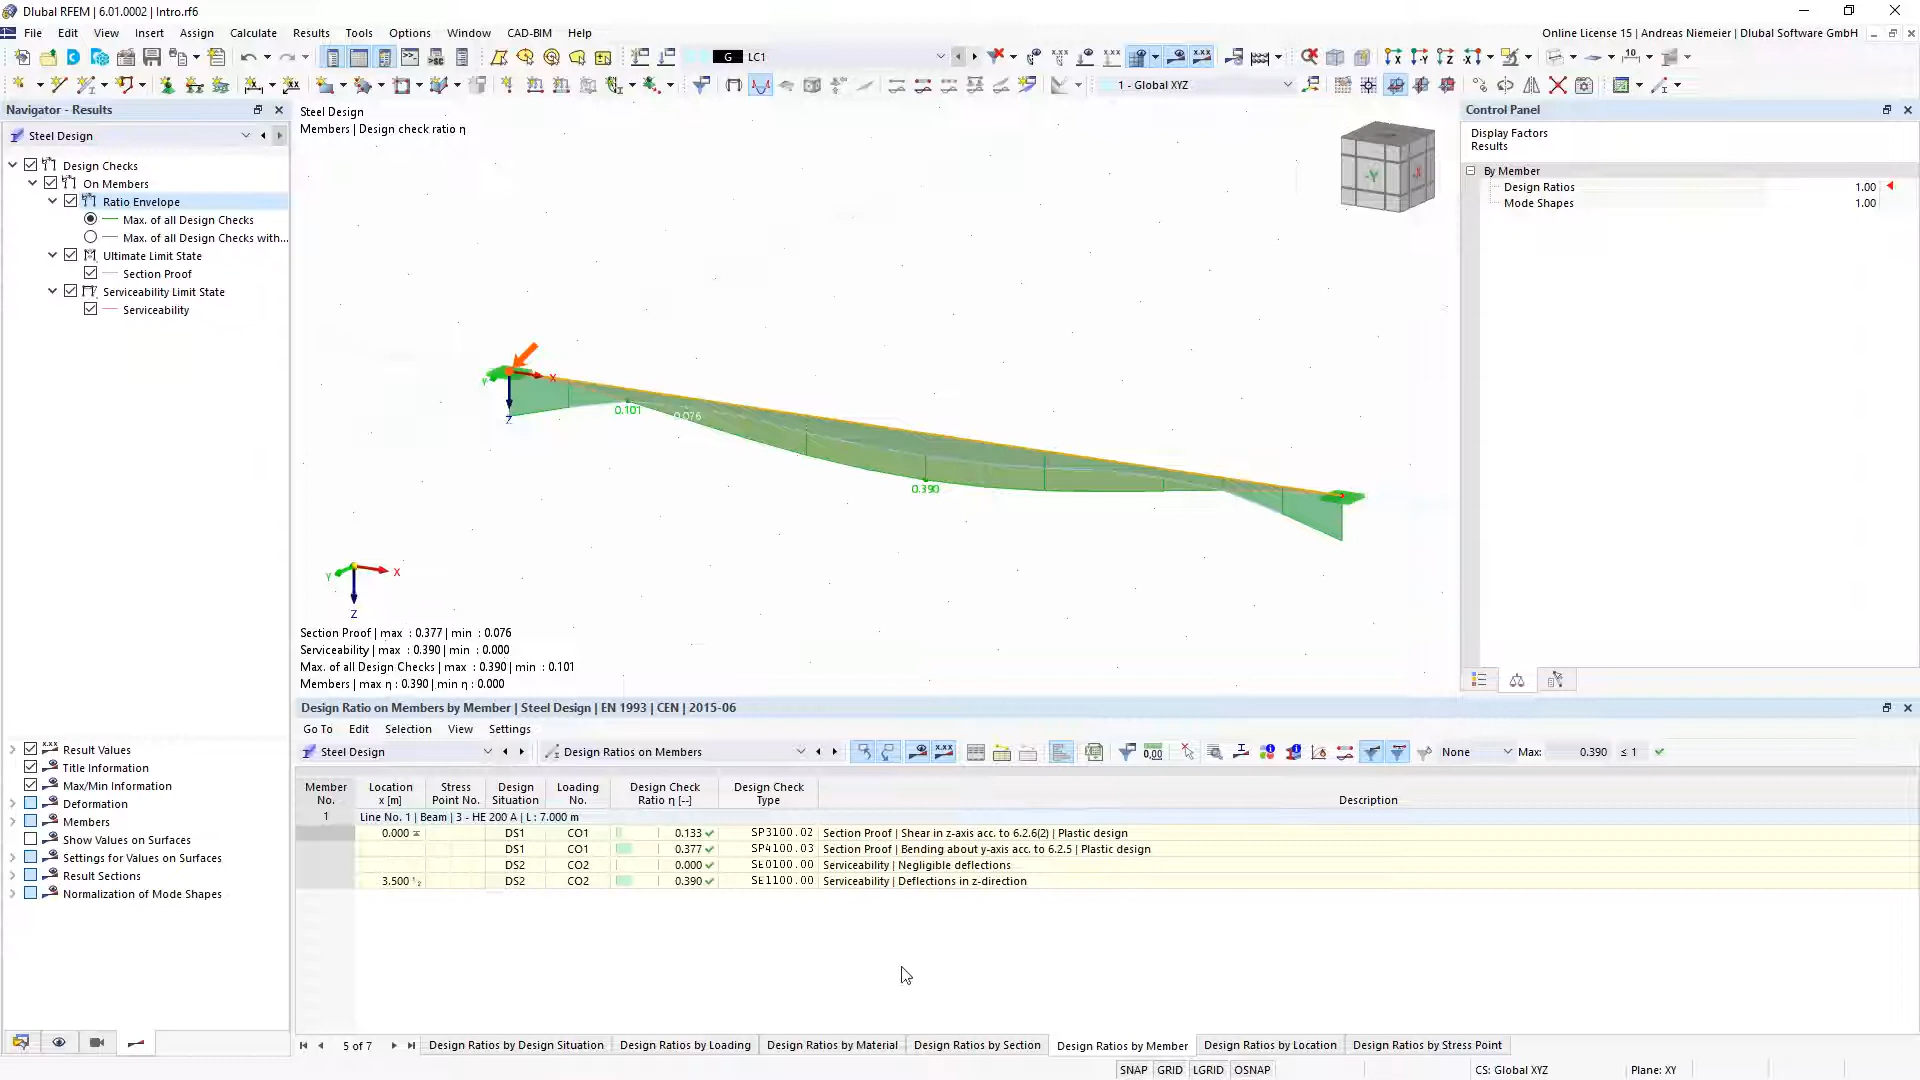 Dlubal RFEM | 6.01.0002 | Intro.rf6
File Edit View Insert Assign Calculate Results Tools Options Window CAD-BIM Help
Online License 15 | Andreas Niemeier | Dlubal Software GmbH
G LC1
1 - Global XYZ
Navigator - Results
Steel Design
Design Checks
On Members
Ratio Envelope
Max. of all Design Checks
Max. of all Design Checks with...
Ultimate Limit State
Section Proof
Serviceability Limit State
Serviceability
Result Values
Title Information
Max/Min Information
Deformation
Members
Show Values on Surfaces
Settings for Values on Surfaces
Result Sections
Normalization of Mode Shapes
Steel Design
Members | Design check ratio η
-Y
-X
Y
X
Z
0.101
0.076
0.390
Y
X
Z
Section Proof | max : 0.377 | min : 0.076
Serviceability | max : 0.390 | min : 0.000
Max. of all Design Checks | max : 0.390 | min : 0.101
Members | max η : 0.390 | min η : 0.000
Control Panel
Display Factors
Results
By Member
Design Ratios 1.00
Mode Shapes 1.00
Design Ratio on Members by Member | Steel Design | EN 1993 | CEN | 2015-06
Go To Edit Selection View Settings
Steel Design Design Ratios on Members None Max: 0.390 ≤ 1
Member No. Location x [m] Stress Point No. Design Situation Loading No. Design Check Ratio η [--] Design Check Type Description
1 Line No. 1 | Beam | 3 - HE 200 A | L : 7.000 m
0.000 DS1 CO1 0.133 SP3100.02 Section Proof | Shear in z-axis acc. to 6.2.6(2) | Plastic design
DS1 CO1 0.377 SP4100.03 Section Proof | Bending about y-axis acc. to 6.2.5 | Plastic design
DS2 CO2 0.000 SE0100.00 Serviceability | Negligible deflections
3.500 ½ DS2 CO2 0.390 SE1100.00 Serviceability | Deflections in z-direction
5 of 7 Design Ratios by Design Situation Design Ratios by Loading Design Ratios by Material Design Ratios by Section Design Ratios by Member Design Ratios by Location Design Ratios by Stress Point
SNAP GRID LGRID OSNAP CS: Global XYZ Plane: XY